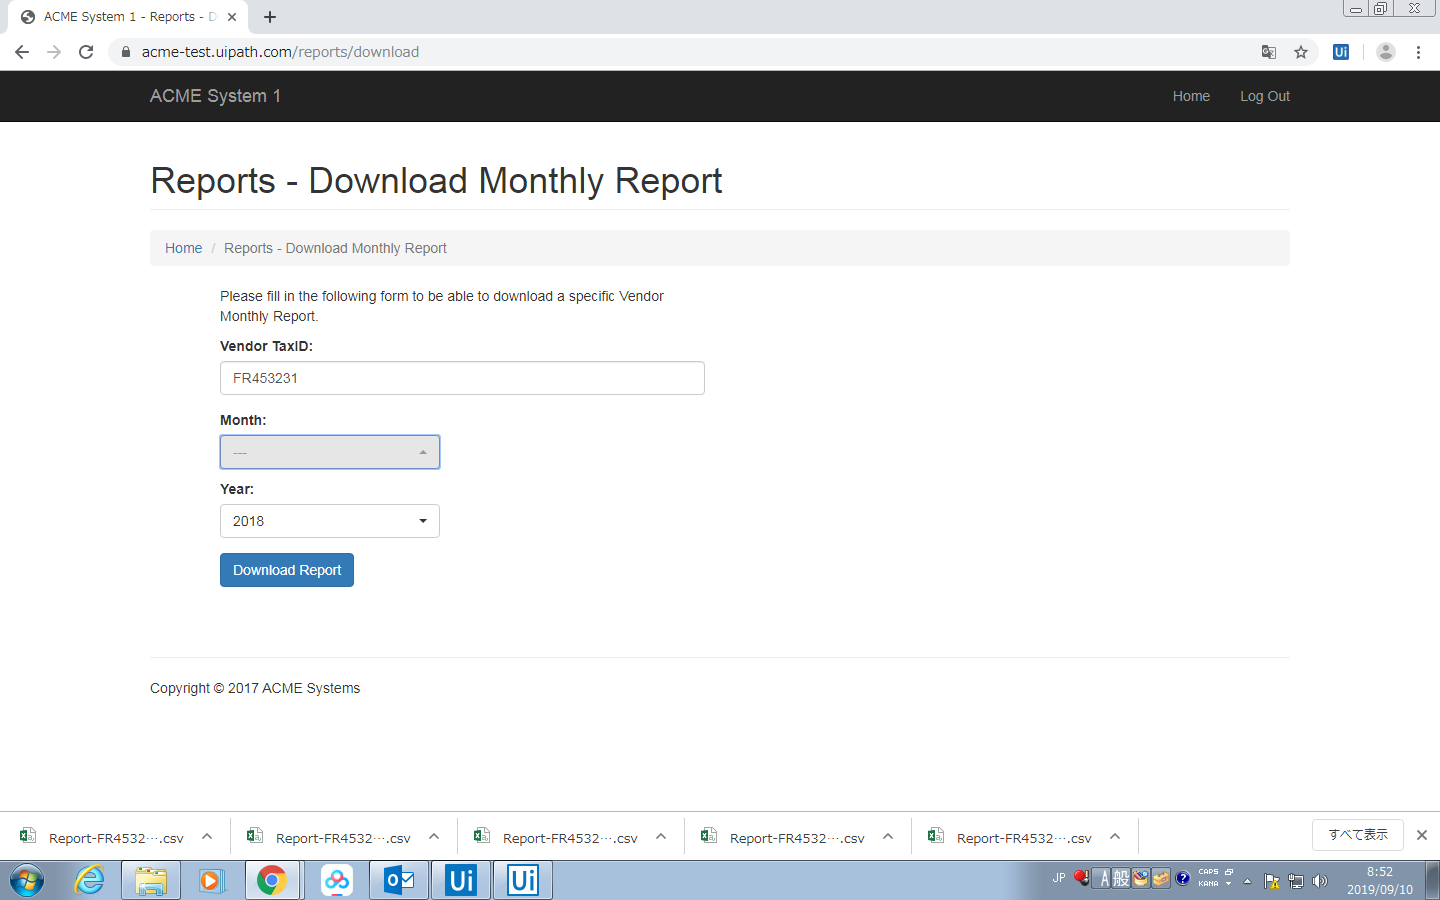 ACME System 1 - Reports - D
acme-test.uipath.com/reports/download
Ui
ACME System 1
Home
Log Out
Reports - Download Monthly Report
Home / Reports - Download Monthly Report
Please fill in the following form to be able to download a specific Vendor
Monthly Report.
Vendor TaxID:
FR453231
Month:
---
Year:
2018
Download Report
Copyright © 2017 ACME Systems
Report-FR4532….csv
Report-FR4532….csv
Report-FR4532….csv
Report-FR4532….csv
Report-FR4532….csv
すべて表示
Ui
Ui
JP
A般
CAPS
KANA
8:52
2019/09/10